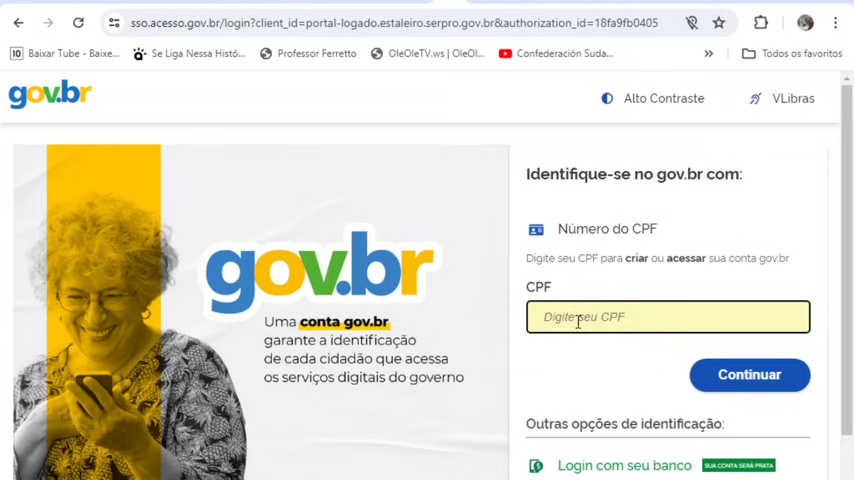 sso.acesso.gov.br/login?client_id=portal-logado.estaleiro.serpro.gov.br&authorization_id=18fa9fb0405
10 Baixar Tube - Baixe... Se Liga Nessa Histó... Professor Ferretto OleOleTV.ws | OleOl... Confederación Suda... » Todos os favoritos
gov.br Alto Contraste VLibras
Identifique-se no gov.br com:
Número do CPF
Digite seu CPF para criar ou acessar sua conta gov.br
CPF
Digite seu CPF
Continuar
Outras opções de identificação:
Login com seu banco SUA CONTA SERÁ PRATA
gov.br
Uma conta gov.br
garante a identificação
de cada cidadão que acessa
os serviços digitais do governo